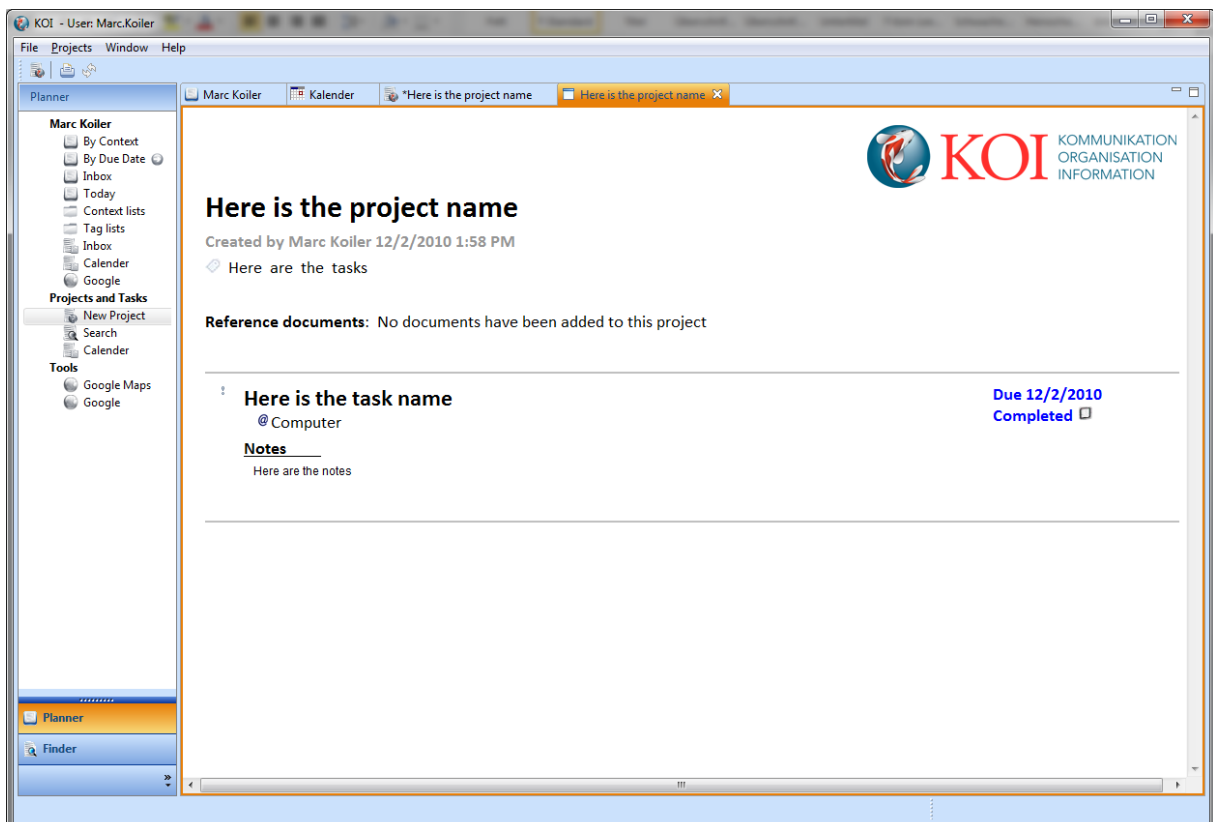 KOI - User: Marc.Koiler
File Projects Window Help
Planner
Marc Koiler
By Context
By Due Date
Inbox
Today
Context lists
Tag lists
Inbox
Calender
Google
Projects and Tasks
New Project
Search
Calender
Tools
Google Maps
Google
Planner
Finder
Marc Koiler Kalender *Here is the project name Here is the project name
KOI
KOMMUNIKATION
ORGANISATION
INFORMATION
Here is the project name
Created by Marc Koiler 12/2/2010 1:58 PM
Here are the tasks
Reference documents: No documents have been added to this project
! Here is the task name
@ Computer
Notes
Here are the notes
Due 12/2/2010
Completed